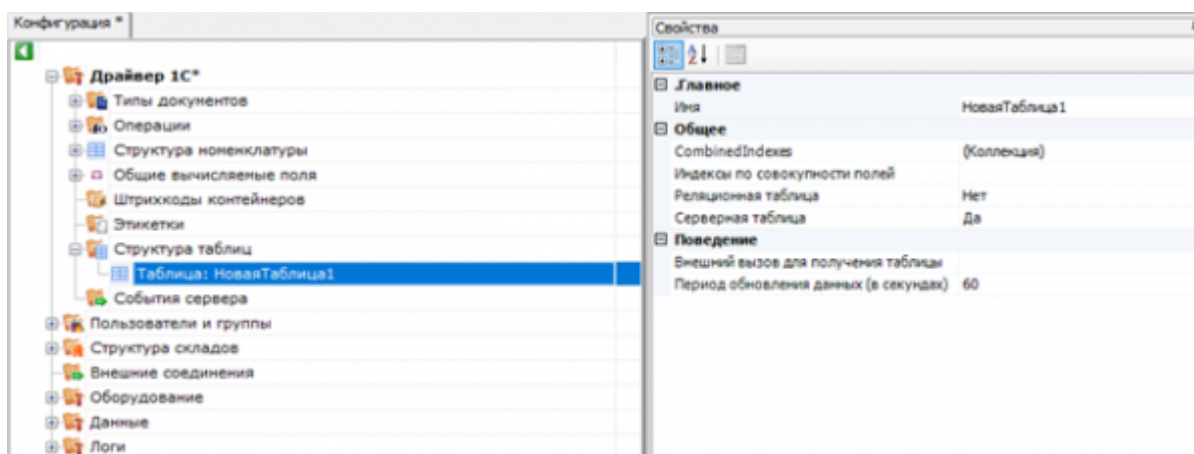 Конфигурация *
Драйвер 1С*
Типы документов
Операции
Структура номенклатуры
Общие вычисляемые поля
Штрихкоды контейнеров
Этикетки
Структура таблиц
Таблица: НоваяТаблица1
События сервера
Пользователи и группы
Структура складов
Внешние соединения
Оборудование
Данные
Логи
Свойства
.Главное
Имя НоваяТаблица1
Общее
CombinedIndexes (Коллекция)
Индексы по совокупности полей
Реляционная таблица Нет
Серверная таблица Да
Поведение
Внешний вызов для получения таблицы
Период обновления данных (в секундах) 60